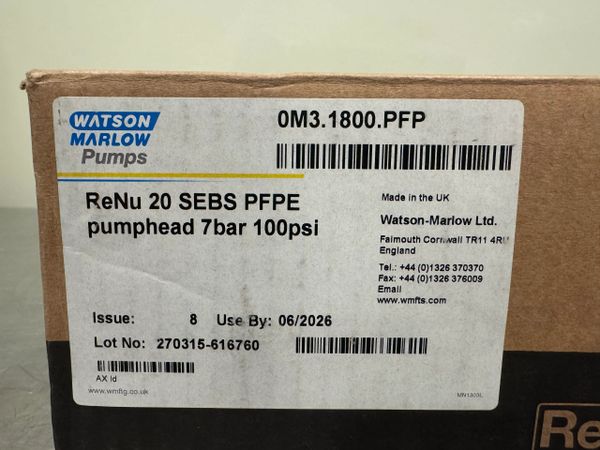 WATSON
MARLOW
Pumps
0M3.1800.PFP
ReNu 20 SEBS PFPE
pumphead 7bar 100psi
Made in the UK
Watson-Marlow Ltd.
Falmouth Cornwall TR11 4RU
England
Tel.: +44 (0)1326 370370
Fax: +44 (0)1326 376009
Email
www.wmfts.com
Issue: 8 Use By: 06/2026
Lot No: 270315-616760
AX Id
www.wmftg.co.uk
Re